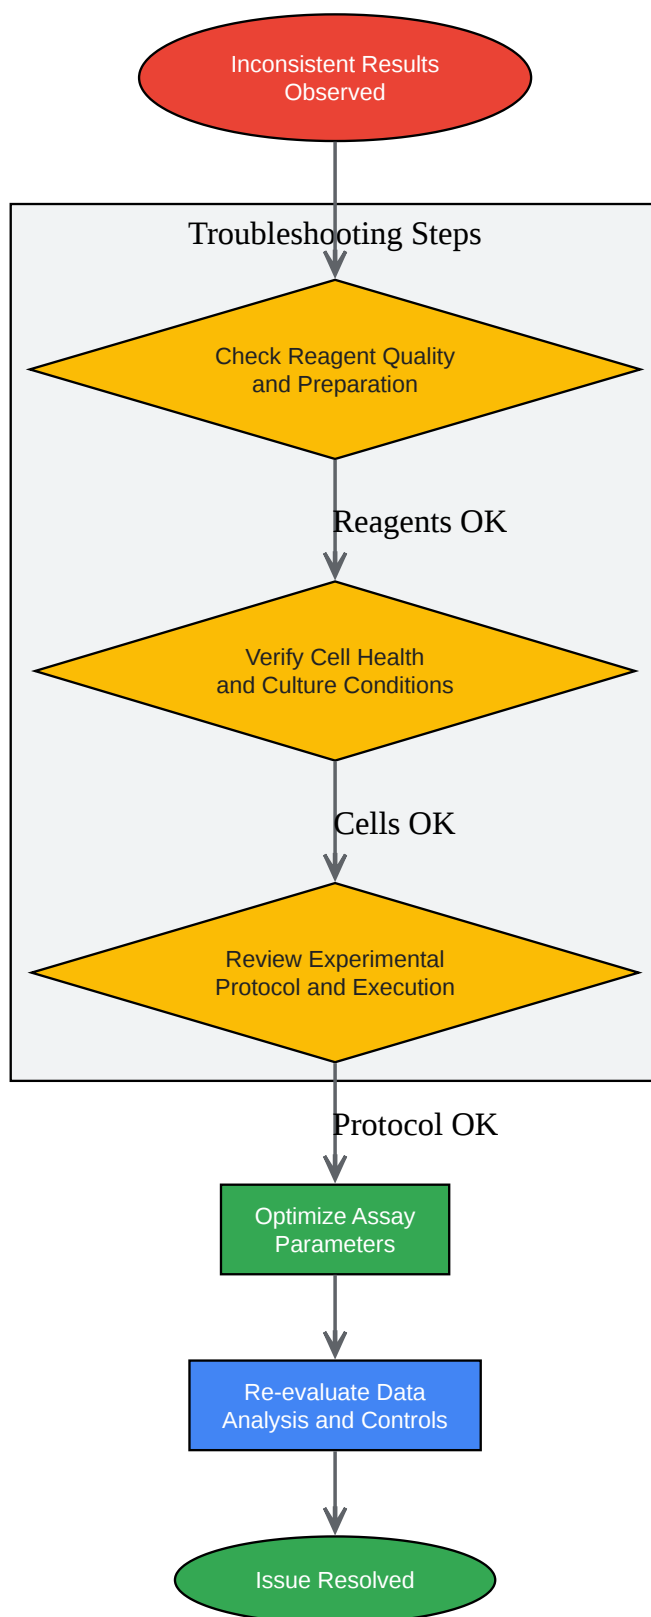 Inconsistent Results
Observed
Troubleshooting Steps
Check Reagent Quality
and Preparation
Reagents OK
Verify Cell Health
and Culture Conditions
Cells OK
Review Experimental
Protocol and Execution
Protocol OK
Optimize Assay
Parameters
Re-evaluate Data
Analysis and Controls
Issue Resolved